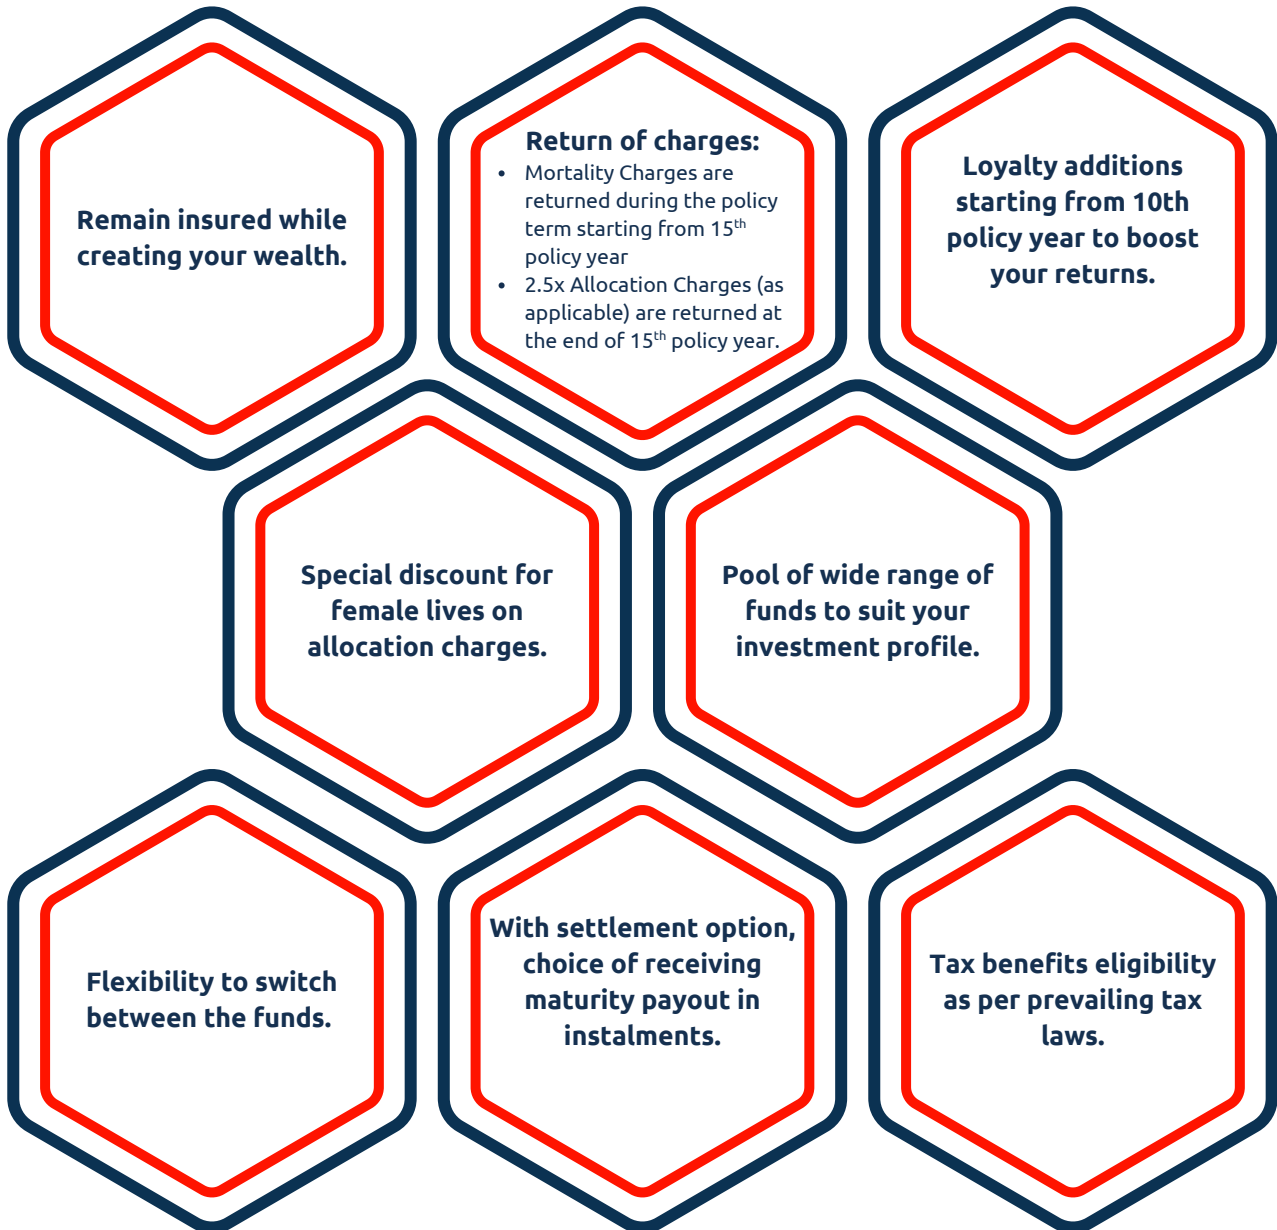 Remain insured while
creating your wealth.
Return of charges:
• Mortality Charges are
returned during the policy
term starting from 15th
policy year
• 2.5x Allocation Charges (as
applicable) are returned at
the end of 15th policy year.
Loyalty additions
starting from 10th
policy year to boost
your returns.
Special discount for
female lives on
allocation charges.
Pool of wide range of
funds to suit your
investment profile.
Flexibility to switch
between the funds.
With settlement option,
choice of receiving
maturity payout in
instalments.
Tax benefits eligibility
as per prevailing tax
laws.